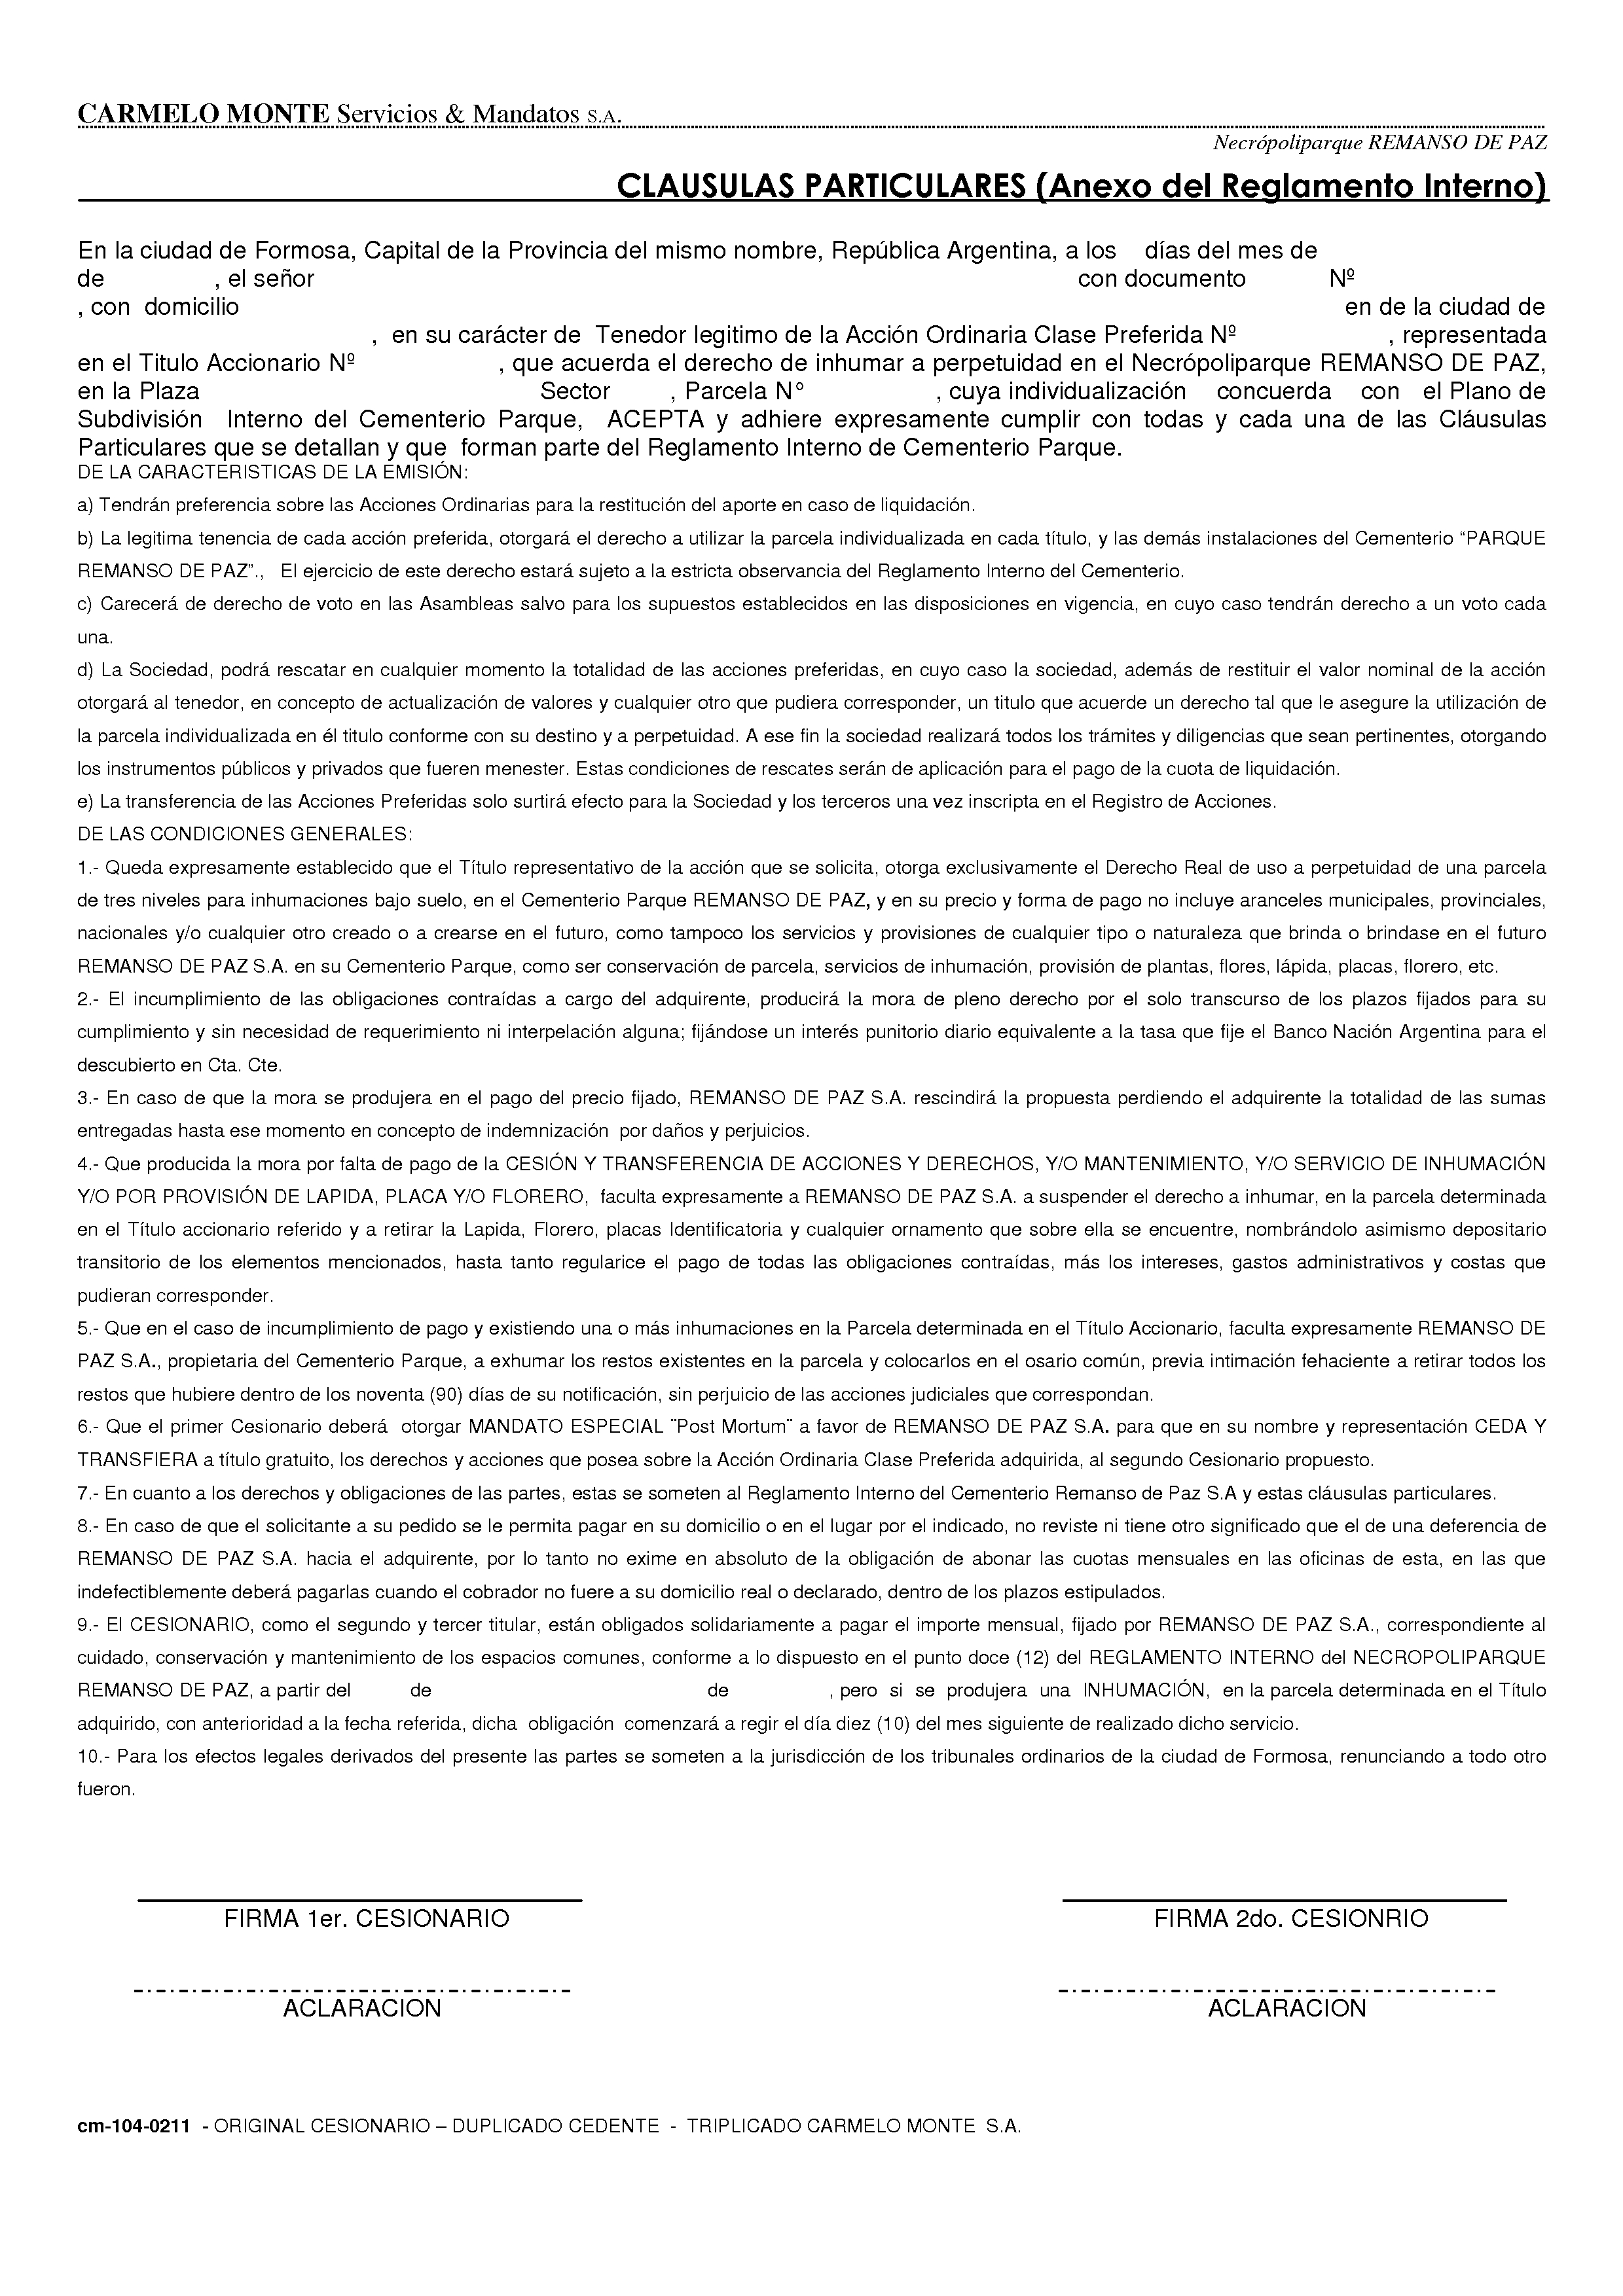 CARMELO MONTE Servicios & Mandatos S.A.
Necrópoliparque REMANSO DE PAZ
CLAUSULAS PARTICULARES (Anexo del Reglamento Interno)
En la ciudad de Formosa, Capital de la Provincia del mismo nombre, República Argentina, a los días del mes de
de , el señor con documento Nº
, con domicilio en de la ciudad de
, en su carácter de Tenedor legitimo de la Acción Ordinaria Clase Preferida Nº , representada
en el Titulo Accionario Nº , que acuerda el derecho de inhumar a perpetuidad en el Necrópoliparque REMANSO DE PAZ,
en la Plaza Sector , Parcela N° , cuya individualización concuerda con el Plano de
Subdivisión Interno del Cementerio Parque, ACEPTA y adhiere expresamente cumplir con todas y cada una de las Cláusulas
Particulares que se detallan y que forman parte del Reglamento Interno de Cementerio Parque.
DE LA CARACTERISTICAS DE LA EMISIÓN:
a) Tendrán preferencia sobre las Acciones Ordinarias para la restitución del aporte en caso de liquidación.
b) La legitima tenencia de cada acción preferida, otorgará el derecho a utilizar la parcela individualizada en cada título, y las demás instalaciones del Cementerio “PARQUE
REMANSO DE PAZ”., El ejercicio de este derecho estará sujeto a la estricta observancia del Reglamento Interno del Cementerio.
c) Carecerá de derecho de voto en las Asambleas salvo para los supuestos establecidos en las disposiciones en vigencia, en cuyo caso tendrán derecho a un voto cada
una.
d) La Sociedad, podrá rescatar en cualquier momento la totalidad de las acciones preferidas, en cuyo caso la sociedad, además de restituir el valor nominal de la acción
otorgará al tenedor, en concepto de actualización de valores y cualquier otro que pudiera corresponder, un titulo que acuerde un derecho tal que le asegure la utilización de
la parcela individualizada en él titulo conforme con su destino y a perpetuidad. A ese fin la sociedad realizará todos los trámites y diligencias que sean pertinentes, otorgando
los instrumentos públicos y privados que fueren menester. Estas condiciones de rescates serán de aplicación para el pago de la cuota de liquidación.
e) La transferencia de las Acciones Preferidas solo surtirá efecto para la Sociedad y los terceros una vez inscripta en el Registro de Acciones.
DE LAS CONDICIONES GENERALES:
1.- Queda expresamente establecido que el Título representativo de la acción que se solicita, otorga exclusivamente el Derecho Real de uso a perpetuidad de una parcela
de tres niveles para inhumaciones bajo suelo, en el Cementerio Parque REMANSO DE PAZ, y en su precio y forma de pago no incluye aranceles municipales, provinciales,
nacionales y/o cualquier otro creado o a crearse en el futuro, como tampoco los servicios y provisiones de cualquier tipo o naturaleza que brinda o brindase en el futuro
REMANSO DE PAZ S.A. en su Cementerio Parque, como ser conservación de parcela, servicios de inhumación, provisión de plantas, flores, lápida, placas, florero, etc.
2.- El incumplimiento de las obligaciones contraídas a cargo del adquirente, producirá la mora de pleno derecho por el solo transcurso de los plazos fijados para su
cumplimiento y sin necesidad de requerimiento ni interpelación alguna; fijándose un interés punitorio diario equivalente a la tasa que fije el Banco Nación Argentina para el
descubierto en Cta. Cte.
3.- En caso de que la mora se produjera en el pago del precio fijado, REMANSO DE PAZ S.A. rescindirá la propuesta perdiendo el adquirente la totalidad de las sumas
entregadas hasta ese momento en concepto de indemnización por daños y perjuicios.
4.- Que producida la mora por falta de pago de la CESIÓN Y TRANSFERENCIA DE ACCIONES Y DERECHOS, Y/O MANTENIMIENTO, Y/O SERVICIO DE INHUMACIÓN
Y/O POR PROVISIÓN DE LAPIDA, PLACA Y/O FLORERO, faculta expresamente a REMANSO DE PAZ S.A. a suspender el derecho a inhumar, en la parcela determinada
en el Título accionario referido y a retirar la Lapida, Florero, placas Identificatoria y cualquier ornamento que sobre ella se encuentre, nombrándolo asimismo depositario
transitorio de los elementos mencionados, hasta tanto regularice el pago de todas las obligaciones contraídas, más los intereses, gastos administrativos y costas que
pudieran corresponder.
5.- Que en el caso de incumplimiento de pago y existiendo una o más inhumaciones en la Parcela determinada en el Título Accionario, faculta expresamente REMANSO DE
PAZ S.A., propietaria del Cementerio Parque, a exhumar los restos existentes en la parcela y colocarlos en el osario común, previa intimación fehaciente a retirar todos los
restos que hubiere dentro de los noventa (90) días de su notificación, sin perjuicio de las acciones judiciales que correspondan.
6.- Que el primer Cesionario deberá otorgar MANDATO ESPECIAL ¨Post Mortum¨ a favor de REMANSO DE PAZ S.A. para que en su nombre y representación CEDA Y
TRANSFIERA a título gratuito, los derechos y acciones que posea sobre la Acción Ordinaria Clase Preferida adquirida, al segundo Cesionario propuesto.
7.- En cuanto a los derechos y obligaciones de las partes, estas se someten al Reglamento Interno del Cementerio Remanso de Paz S.A y estas cláusulas particulares.
8.- En caso de que el solicitante a su pedido se le permita pagar en su domicilio o en el lugar por el indicado, no reviste ni tiene otro significado que el de una deferencia de
REMANSO DE PAZ S.A. hacia el adquirente, por lo tanto no exime en absoluto de la obligación de abonar las cuotas mensuales en las oficinas de esta, en las que
indefectiblemente deberá pagarlas cuando el cobrador no fuere a su domicilio real o declarado, dentro de los plazos estipulados.
9.- El CESIONARIO, como el segundo y tercer titular, están obligados solidariamente a pagar el importe mensual, fijado por REMANSO DE PAZ S.A., correspondiente al
cuidado, conservación y mantenimiento de los espacios comunes, conforme a lo dispuesto en el punto doce (12) del REGLAMENTO INTERNO del NECROPOLIPARQUE
REMANSO DE PAZ, a partir del de de , pero si se produjera una INHUMACIÓN, en la parcela determinada en el Título
adquirido, con anterioridad a la fecha referida, dicha obligación comenzará a regir el día diez (10) del mes siguiente de realizado dicho servicio.
10.- Para los efectos legales derivados del presente las partes se someten a la jurisdicción de los tribunales ordinarios de la ciudad de Formosa, renunciando a todo otro
fueron.
FIRMA 1er. CESIONARIO FIRMA 2do. CESIONRIO
ACLARACION ACLARACION
cm-104-0211 - ORIGINAL CESIONARIO – DUPLICADO CEDENTE - TRIPLICADO CARMELO MONTE S.A.